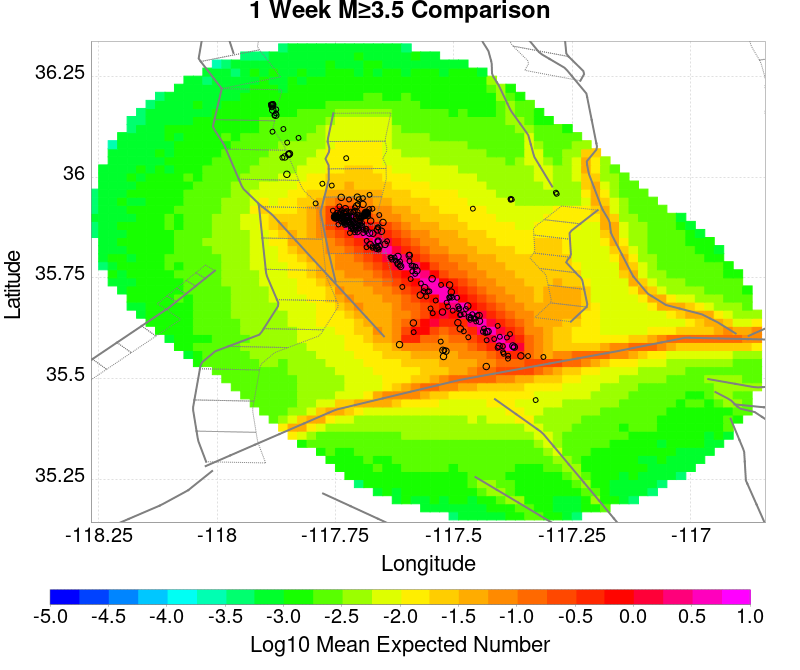 1 Week M≥3.5 Comparison
36.25
36
35.75
35.5
35.25
Latitude
-118.25 -118 -117.75 -117.5 -117.25 -117
Longitude
-5.0 -4.5 -4.0 -3.5 -3.0 -2.5 -2.0 -1.5 -1.0 -0.5 0.0 0.5 1.0
Log10 Mean Expected Number